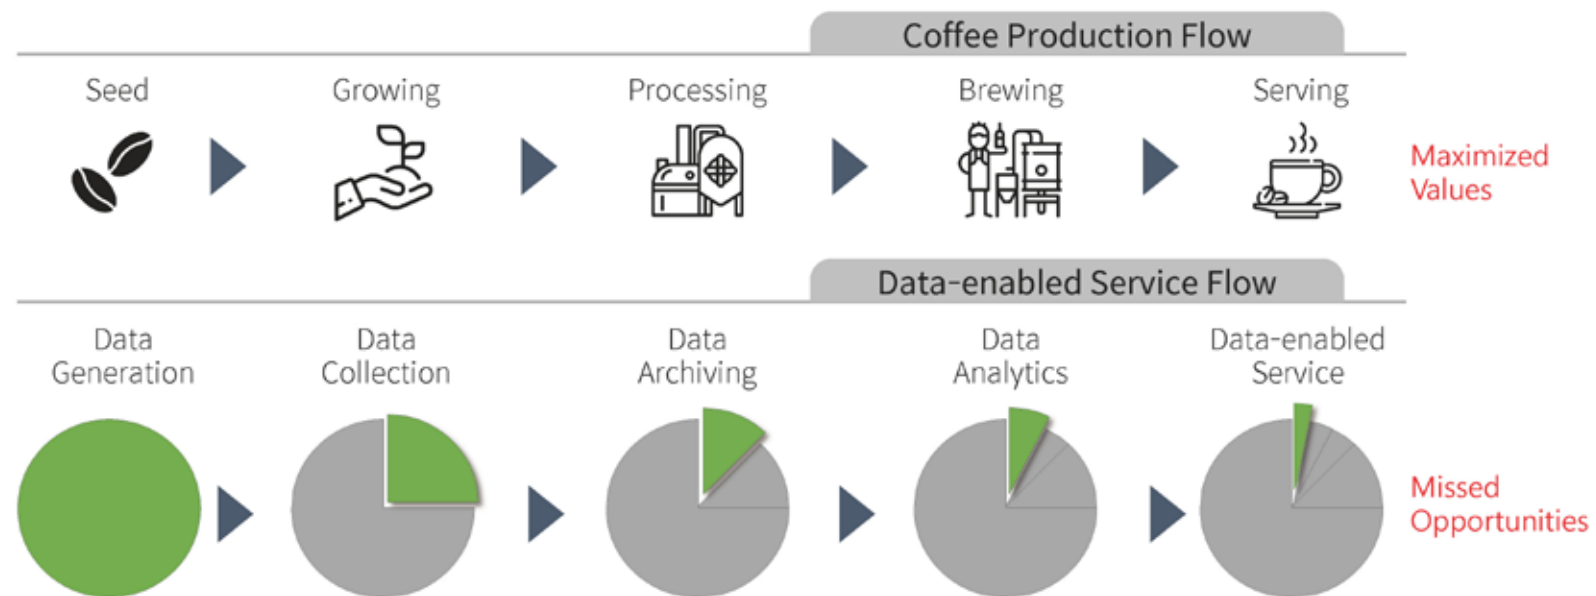 Coffee Production Flow
Seed
Growing
Processing
Brewing
Serving
Maximized
Values
Data-enabled Service Flow
Data
Generation
Data
Collection
Data
Archiving
Data
Analytics
Data-enabled
Service
Missed
Opportunities